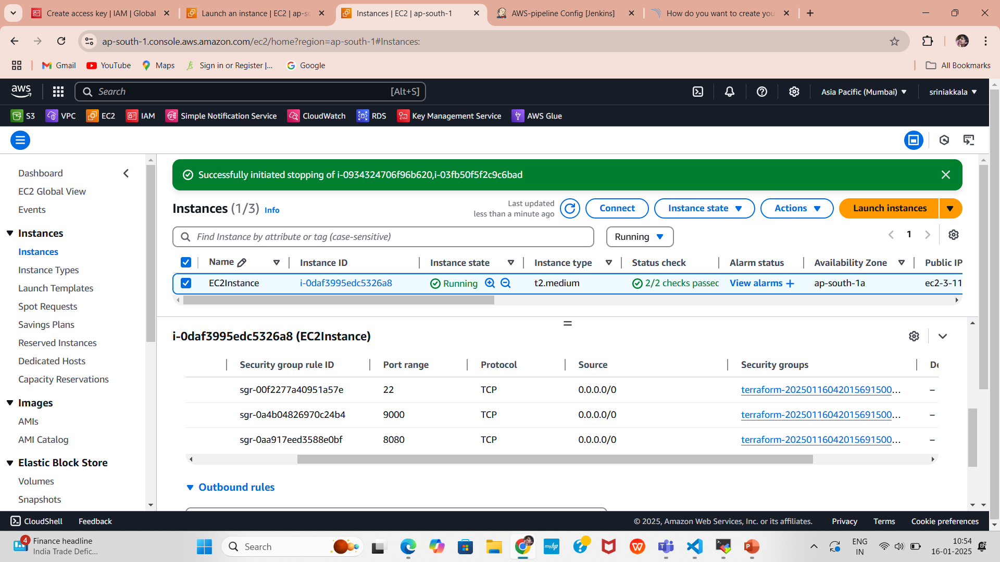 Create access key | IAM | Global
Launch an instance | EC2 | ap-so
Instances | EC2 | ap-south-1
AWS-pipeline Config [Jenkins]
How do you want to create you
ap-south-1.console.aws.amazon.com/ec2/home?region=ap-south-1#Instances:
Gmail
YouTube
Maps
Sign in or Register |...
Google
All Bookmarks
aws
Search
[Alt+S]
Asia Pacific (Mumbai)
sriniakkala
S3
VPC
EC2
IAM
Simple Notification Service
CloudWatch
RDS
Key Management Service
AWS Glue
Dashboard
EC2 Global View
Events
Instances
Instances
Instance Types
Launch Templates
Spot Requests
Savings Plans
Reserved Instances
Dedicated Hosts
Capacity Reservations
Images
AMIs
AMI Catalog
Elastic Block Store
Volumes
Snapshots
Successfully initiated stopping of i-0934324706f96b620,i-03fb50f5f2c9c6bad
Instances (1/3) Info
Last updated
less than a minute ago
Connect
Instance state
Actions
Launch instances
Find Instance by attribute or tag (case-sensitive)
Running
1
Name Instance ID Instance state Instance type Status check Alarm status Availability Zone Public IP
EC2Instance i-0daf3995edc5326a8 Running t2.medium 2/2 checks passed View alarms + ap-south-1a ec2-3-11
i-0daf3995edc5326a8 (EC2Instance)
Security group rule ID Port range Protocol Source Security groups De
sgr-00f2277a40951a57e 22 TCP 0.0.0.0/0 terraform-20250116042015691500... –
sgr-0a4b04826970c24b4 9000 TCP 0.0.0.0/0 terraform-20250116042015691500... –
sgr-0aa917eed3588e0bf 8080 TCP 0.0.0.0/0 terraform-20250116042015691500... –
Outbound rules
CloudShell
Feedback
© 2025, Amazon Web Services, Inc. or its affiliates.
Privacy
Terms
Cookie preferences
4
Finance headline
India Trade Defic...
Search
myhp
ENG
IN
10:54
16-01-2025